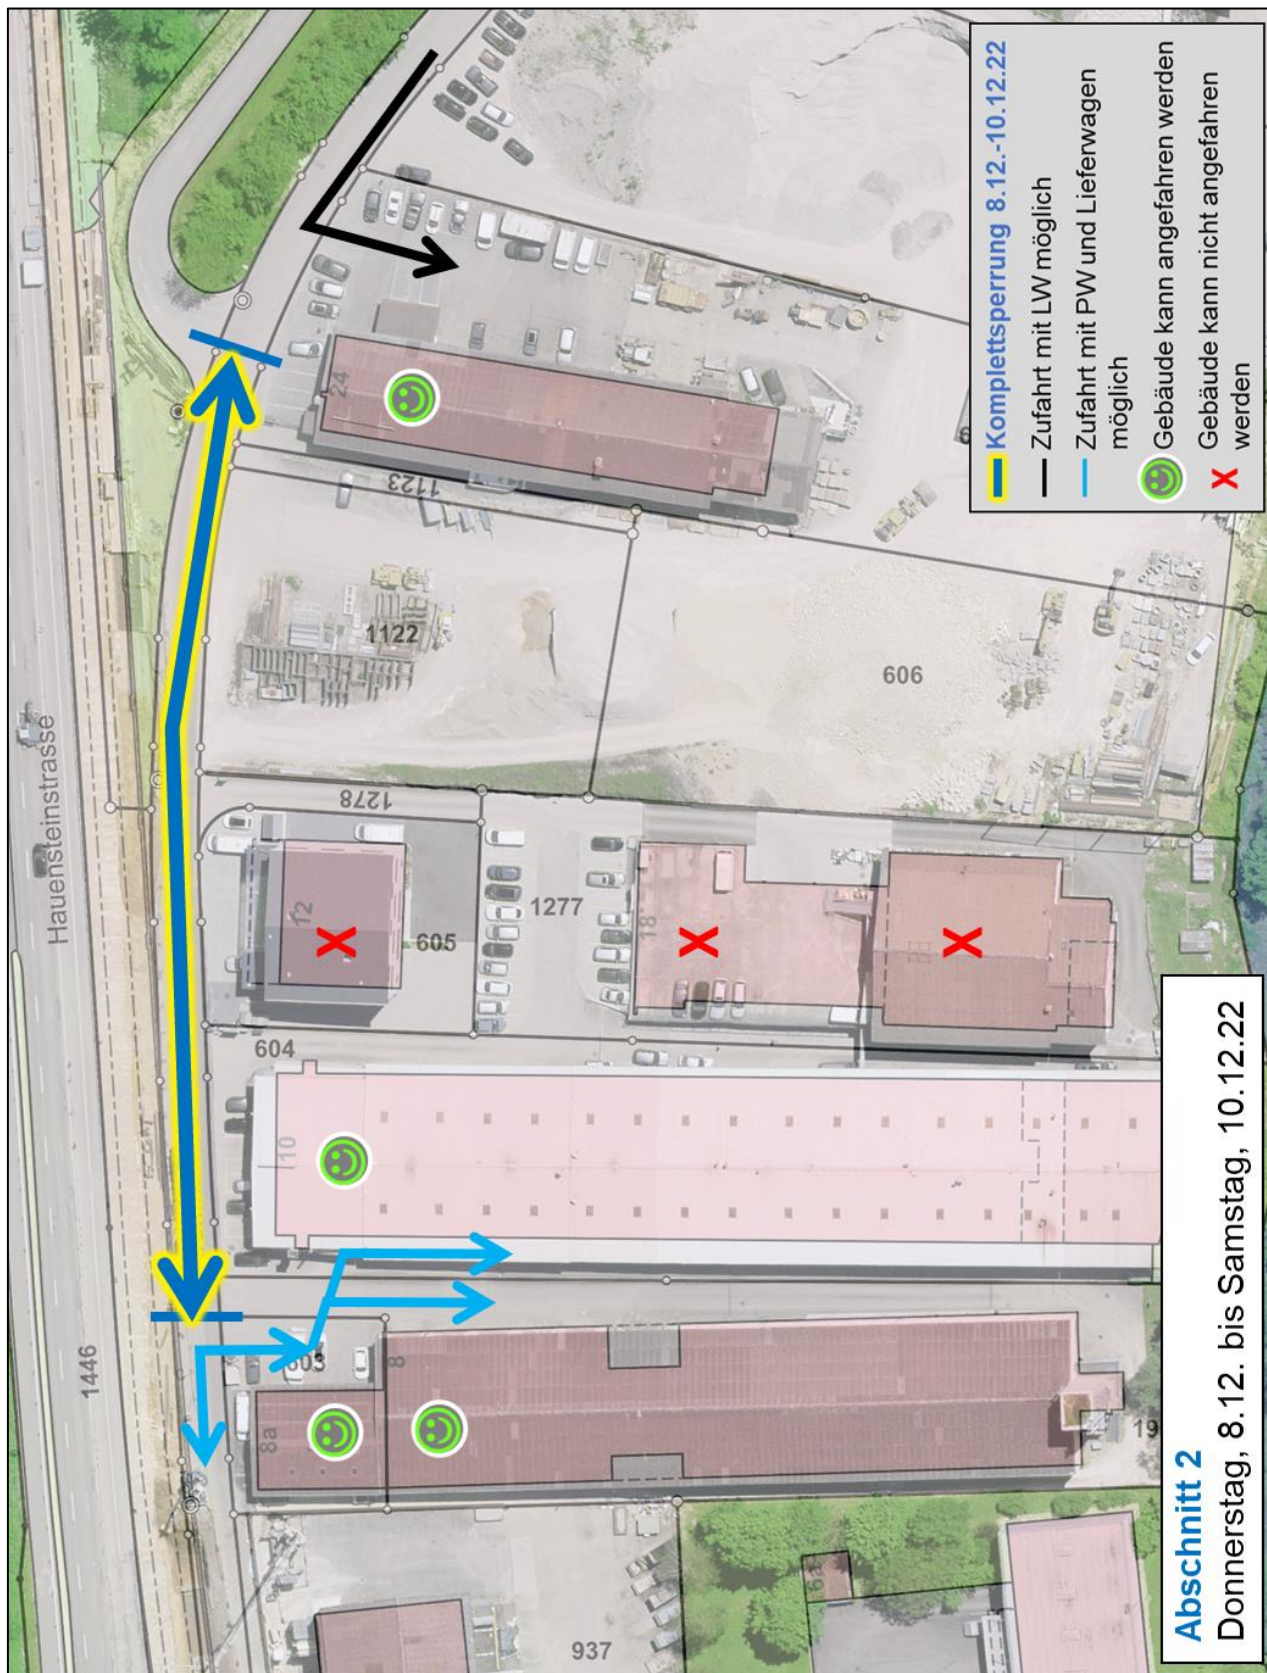 Komplettsperrung 8.12.-10.12.22
Zufahrt mit LW möglich
Zufahrt mit PW und Lieferwagen
möglich
Gebäude kann angefahren werden
Gebäude kann nicht angefahren
werden
Hauensteinstrasse
1446
24
1123
1122
606
1278
12
605
1277
18
604
10
603
8
8a
19
6a
937
Abschnitt 2
Donnerstag, 8.12. bis Samstag, 10.12.22